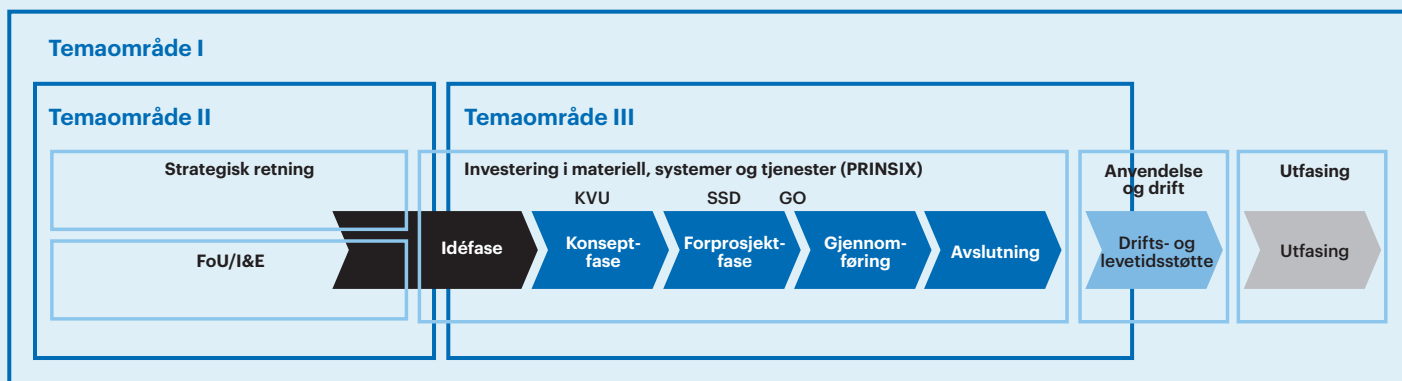 Temaområde I
Temaområde II
Temaområde III
Strategisk retning
FoU/I&E
Investering i materiell, systemer og tjenester (PRINSIX)
KVU
SSD
GO
Idéfase
Konsept-
fase
Forprosjekt-
fase
Gjennom-
føring
Avslutning
Anvendelse
og drift
Drifts- og
levetidsstøtte
Utfasing
Utfasing